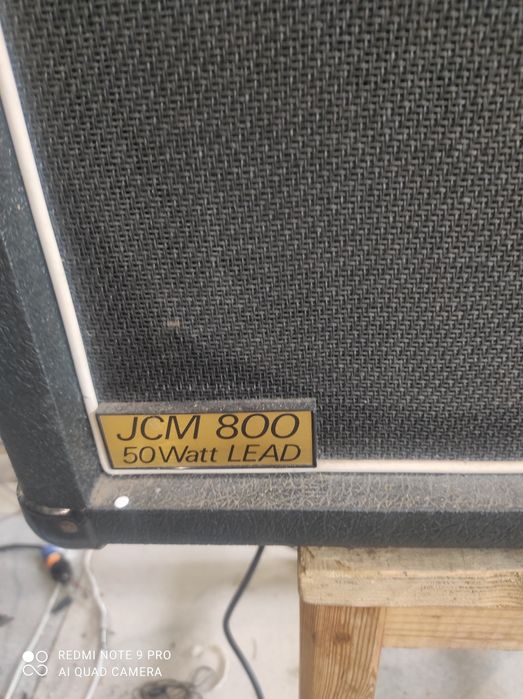 JCM 800
50Watt LEAD
REDMI NOTE 9 PRO
AI QUAD CAMERA